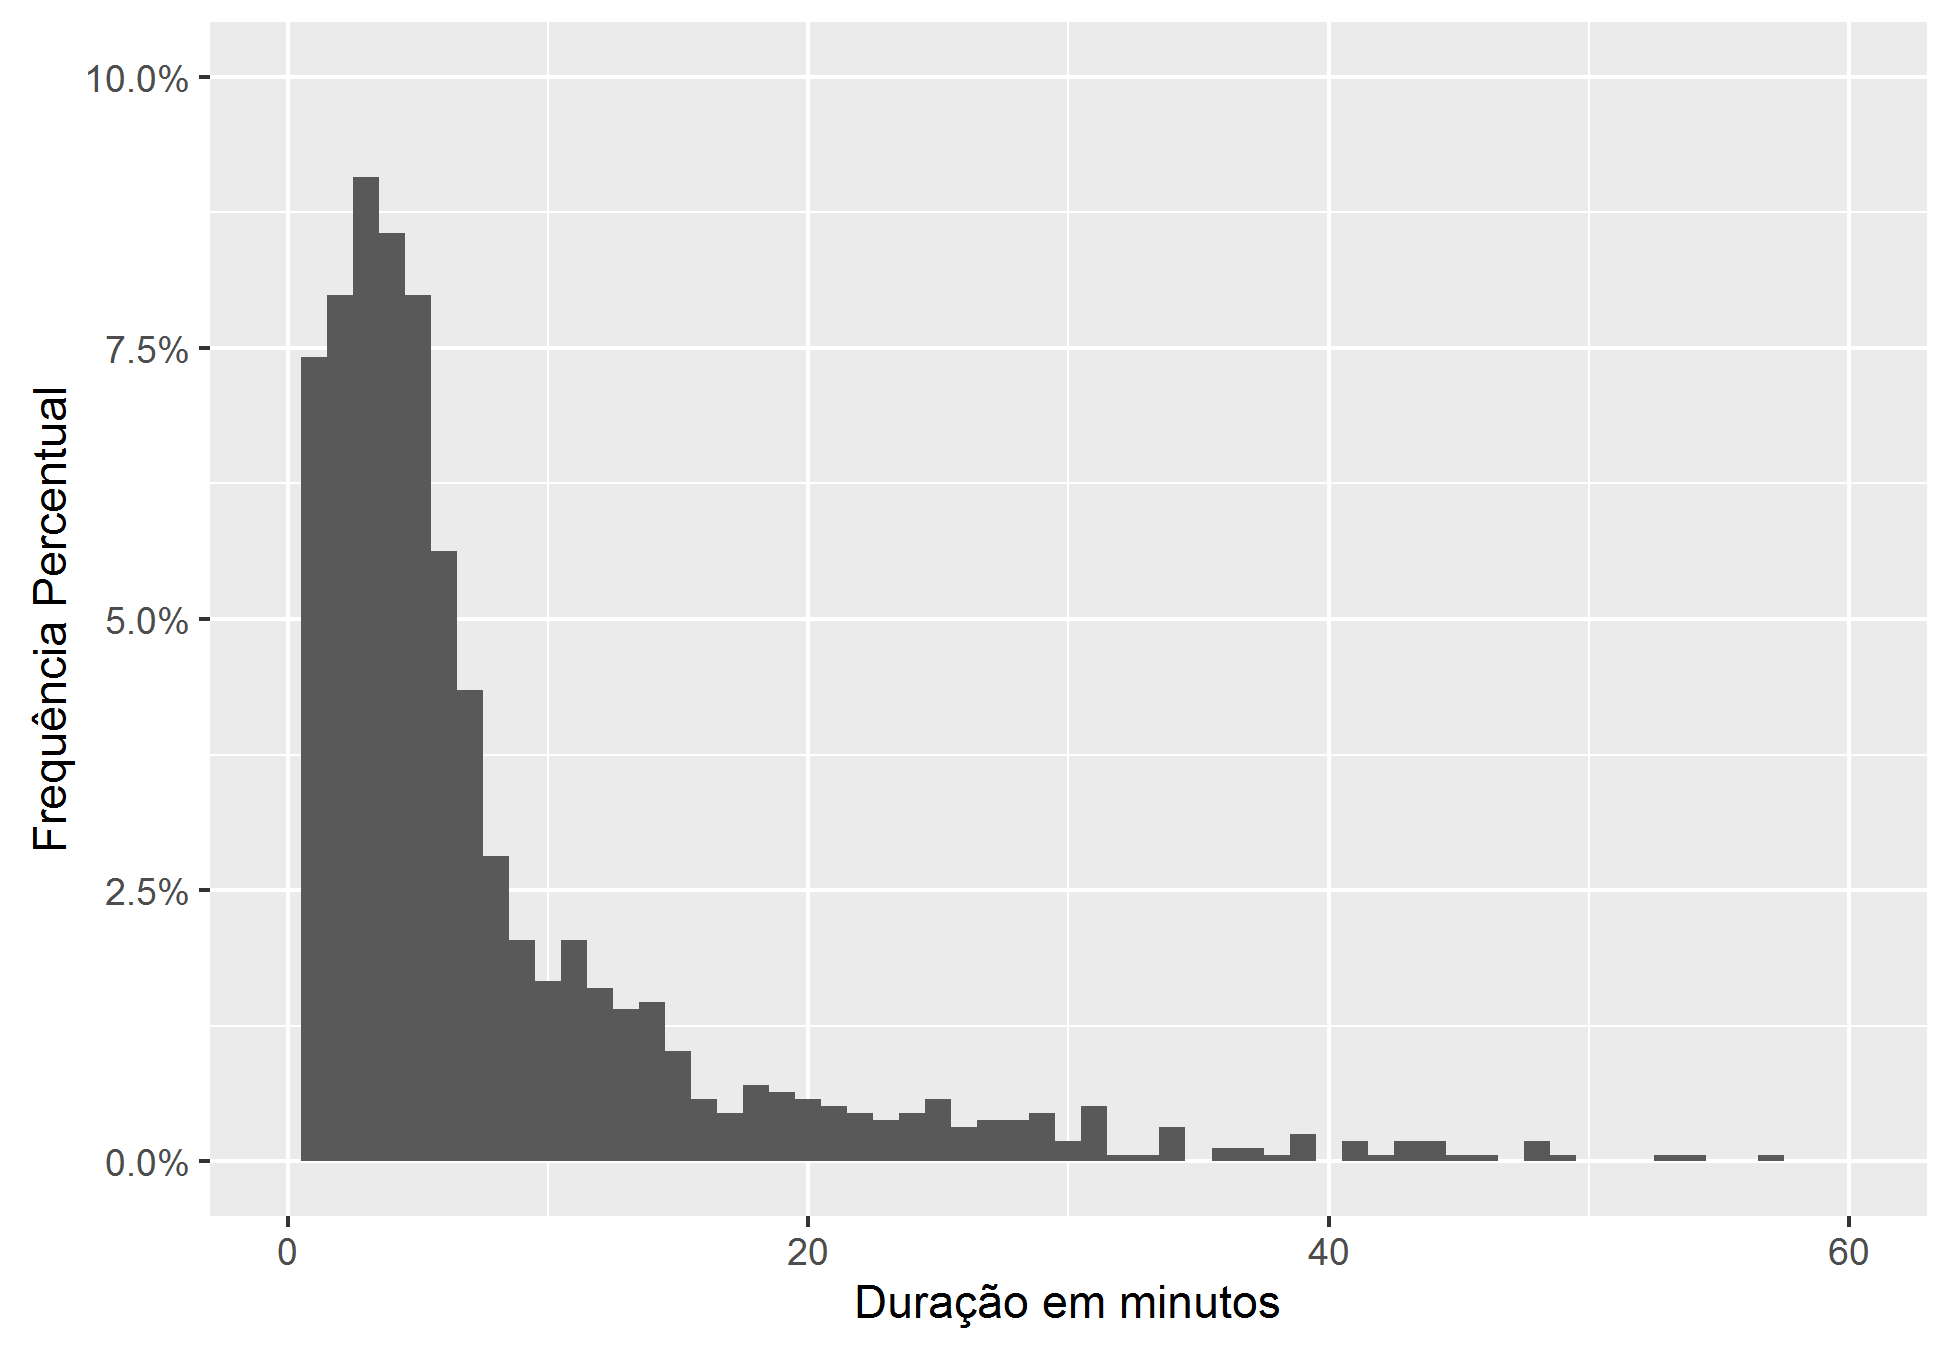 10.0%
7.5%
5.0%
2.5%
0.0%
Frequência Percentual
0 20 40 60
Duração em minutos